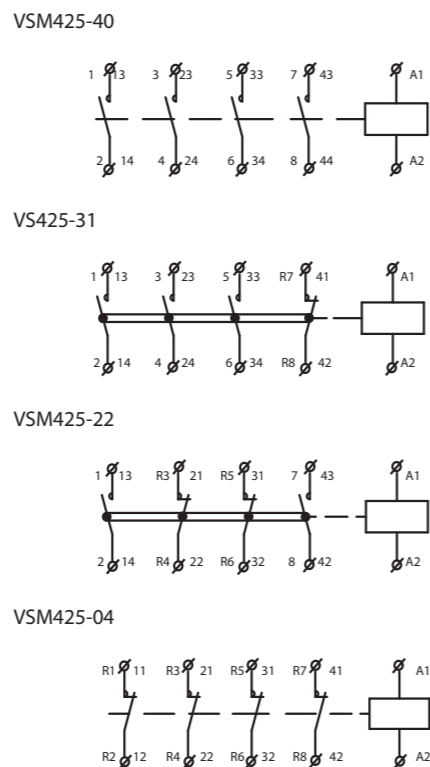 VSM425-40
1 13 3 23 5 33 7 43 A1
2 14 4 24 6 34 8 44 A2
VS425-31
1 13 3 23 5 33 R7 41 A1
2 14 4 24 6 34 R8 42 A2
VSM425-22
1 13 R3 21 R5 31 7 43 A1
2 14 R4 22 R6 32 8 42 A2
VSM425-04
R1 11 R3 21 R5 31 R7 41 A1
R2 12 R4 22 R6 32 R8 42 A2